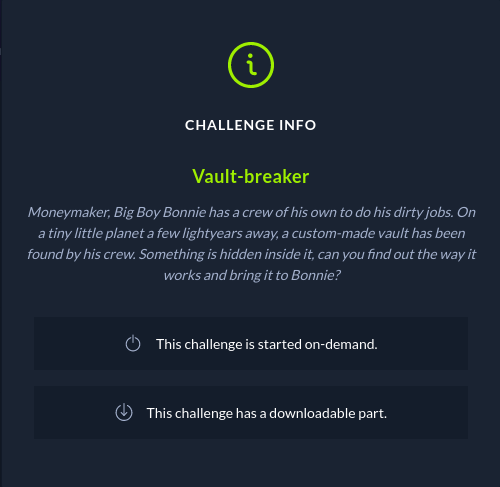 CHALLENGE INFO
Vault-breaker
Moneymaker, Big Boy Bonnie has a crew of his own to do his dirty jobs. On
a tiny little planet a few lightyears away, a custom-made vault has been
found by his crew. Something is hidden inside it, can you find out the way it
works and bring it to Bonnie?
This challenge is started on-demand.
This challenge has a downloadable part.